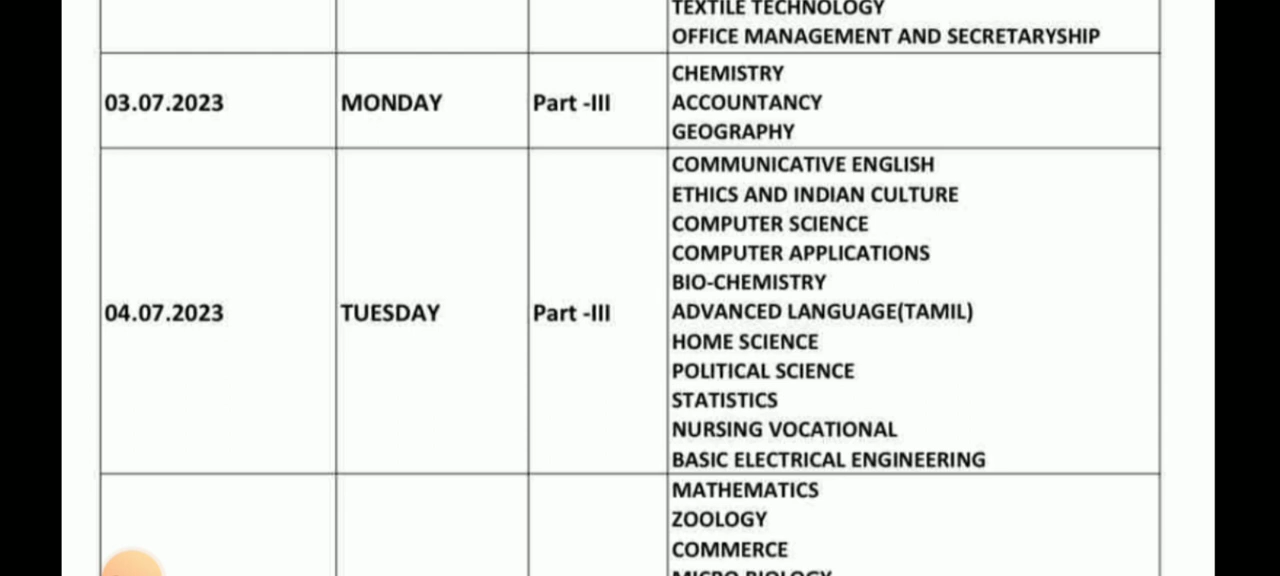 TEXTILE TECHNOLOGY
OFFICE MANAGEMENT AND SECRETARYSHIP
03.07.2023 MONDAY Part -III CHEMISTRY
ACCOUNTANCY
GEOGRAPHY
04.07.2023 TUESDAY Part -III COMMUNICATIVE ENGLISH
ETHICS AND INDIAN CULTURE
COMPUTER SCIENCE
COMPUTER APPLICATIONS
BIO-CHEMISTRY
ADVANCED LANGUAGE(TAMIL)
HOME SCIENCE
POLITICAL SCIENCE
STATISTICS
NURSING VOCATIONAL
BASIC ELECTRICAL ENGINEERING
MATHEMATICS
ZOOLOGY
COMMERCE
MICRO BIOLOGY